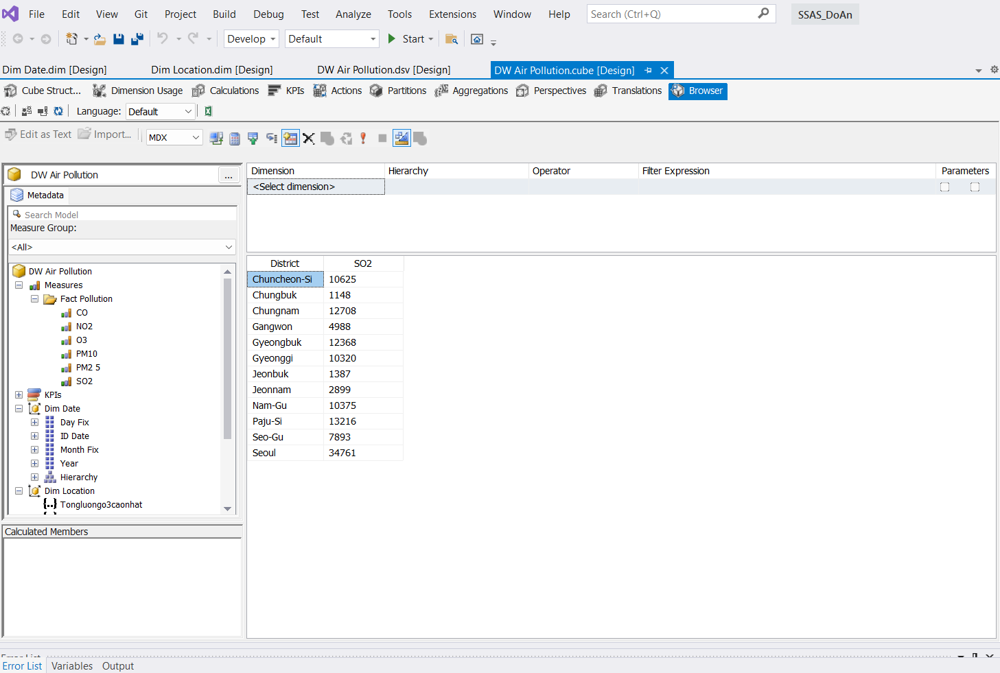 File Edit View Git Project Build Debug Test Analyze Tools Extensions Window Help Search (Ctrl+Q) SSAS_DoAn
Develop Default Start
Dim Date.dim [Design] Dim Location.dim [Design] DW Air Pollution.dsv [Design] DW Air Pollution.cube [Design]
Cube Struct... Dimension Usage Calculations KPIs Actions Partitions Aggregations Perspectives Translations Browser
Language: Default
Edit as Text Import... MDX
DW Air Pollution ...
Metadata
Search Model
Measure Group:
<All>
DW Air Pollution
Measures
Fact Pollution
CO
NO2
O3
PM10
PM2 5
SO2
KPIs
Dim Date
Day Fix
ID Date
Month Fix
Year
Hierarchy
Dim Location
Tongluongo3caonhat
Calculated Members
Dimension Hierarchy Operator Filter Expression Parameters
<Select dimension>
District SO2
Chuncheon-Si 10625
Chungbuk 1148
Chungnam 12708
Gangwon 4988
Gyeongbuk 12368
Gyeonggi 10320
Jeonbuk 1387
Jeonnam 2899
Nam-Gu 10375
Paju-Si 13216
Seo-Gu 7893
Seoul 34761
Error List
Error List Variables Output